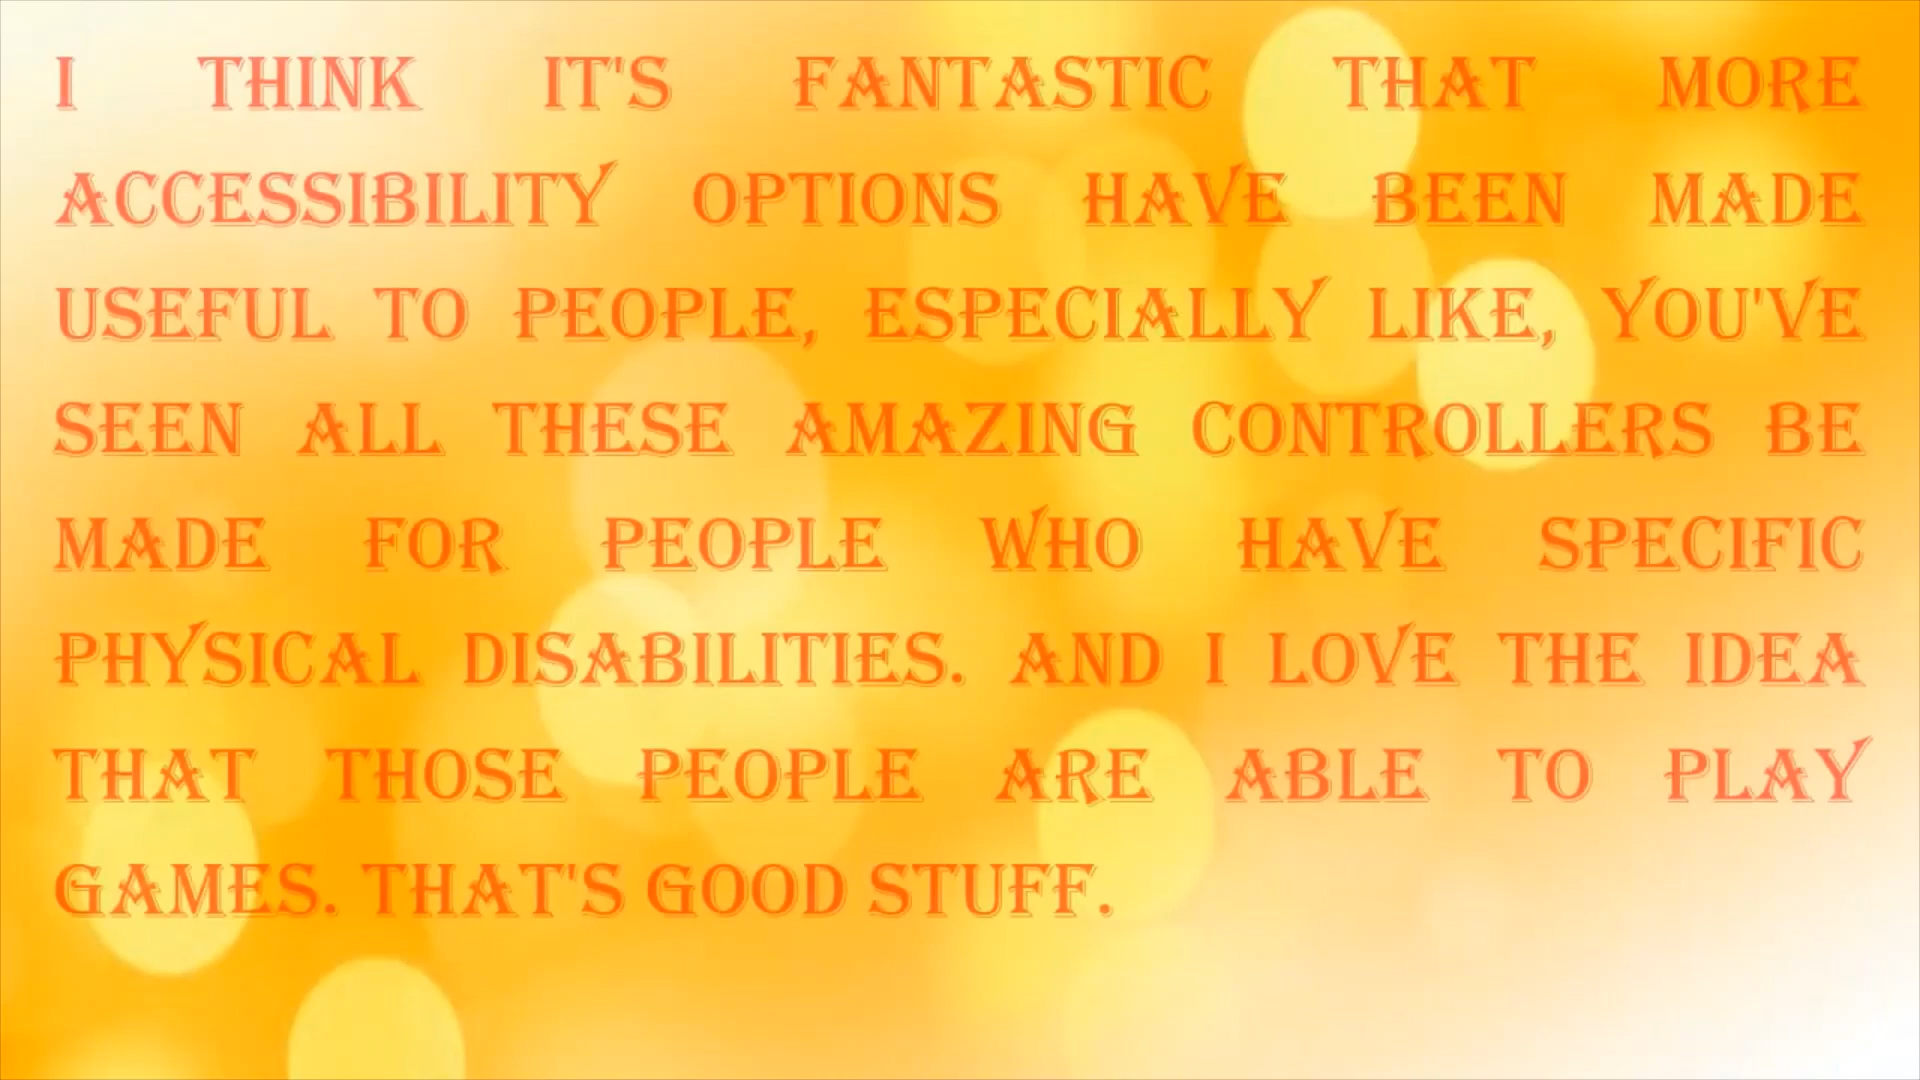 I THINK IT'S FANTASTIC THAT MORE
ACCESSIBILITY OPTIONS HAVE BEEN MADE
USEFUL TO PEOPLE, ESPECIALLY LIKE, YOU'VE
SEEN ALL THESE AMAZING CONTROLLERS BE
MADE FOR PEOPLE WHO HAVE SPECIFIC
PHYSICAL DISABILITIES. AND I LOVE THE IDEA
THAT THOSE PEOPLE ARE ABLE TO PLAY
GAMES. THAT'S GOOD STUFF.